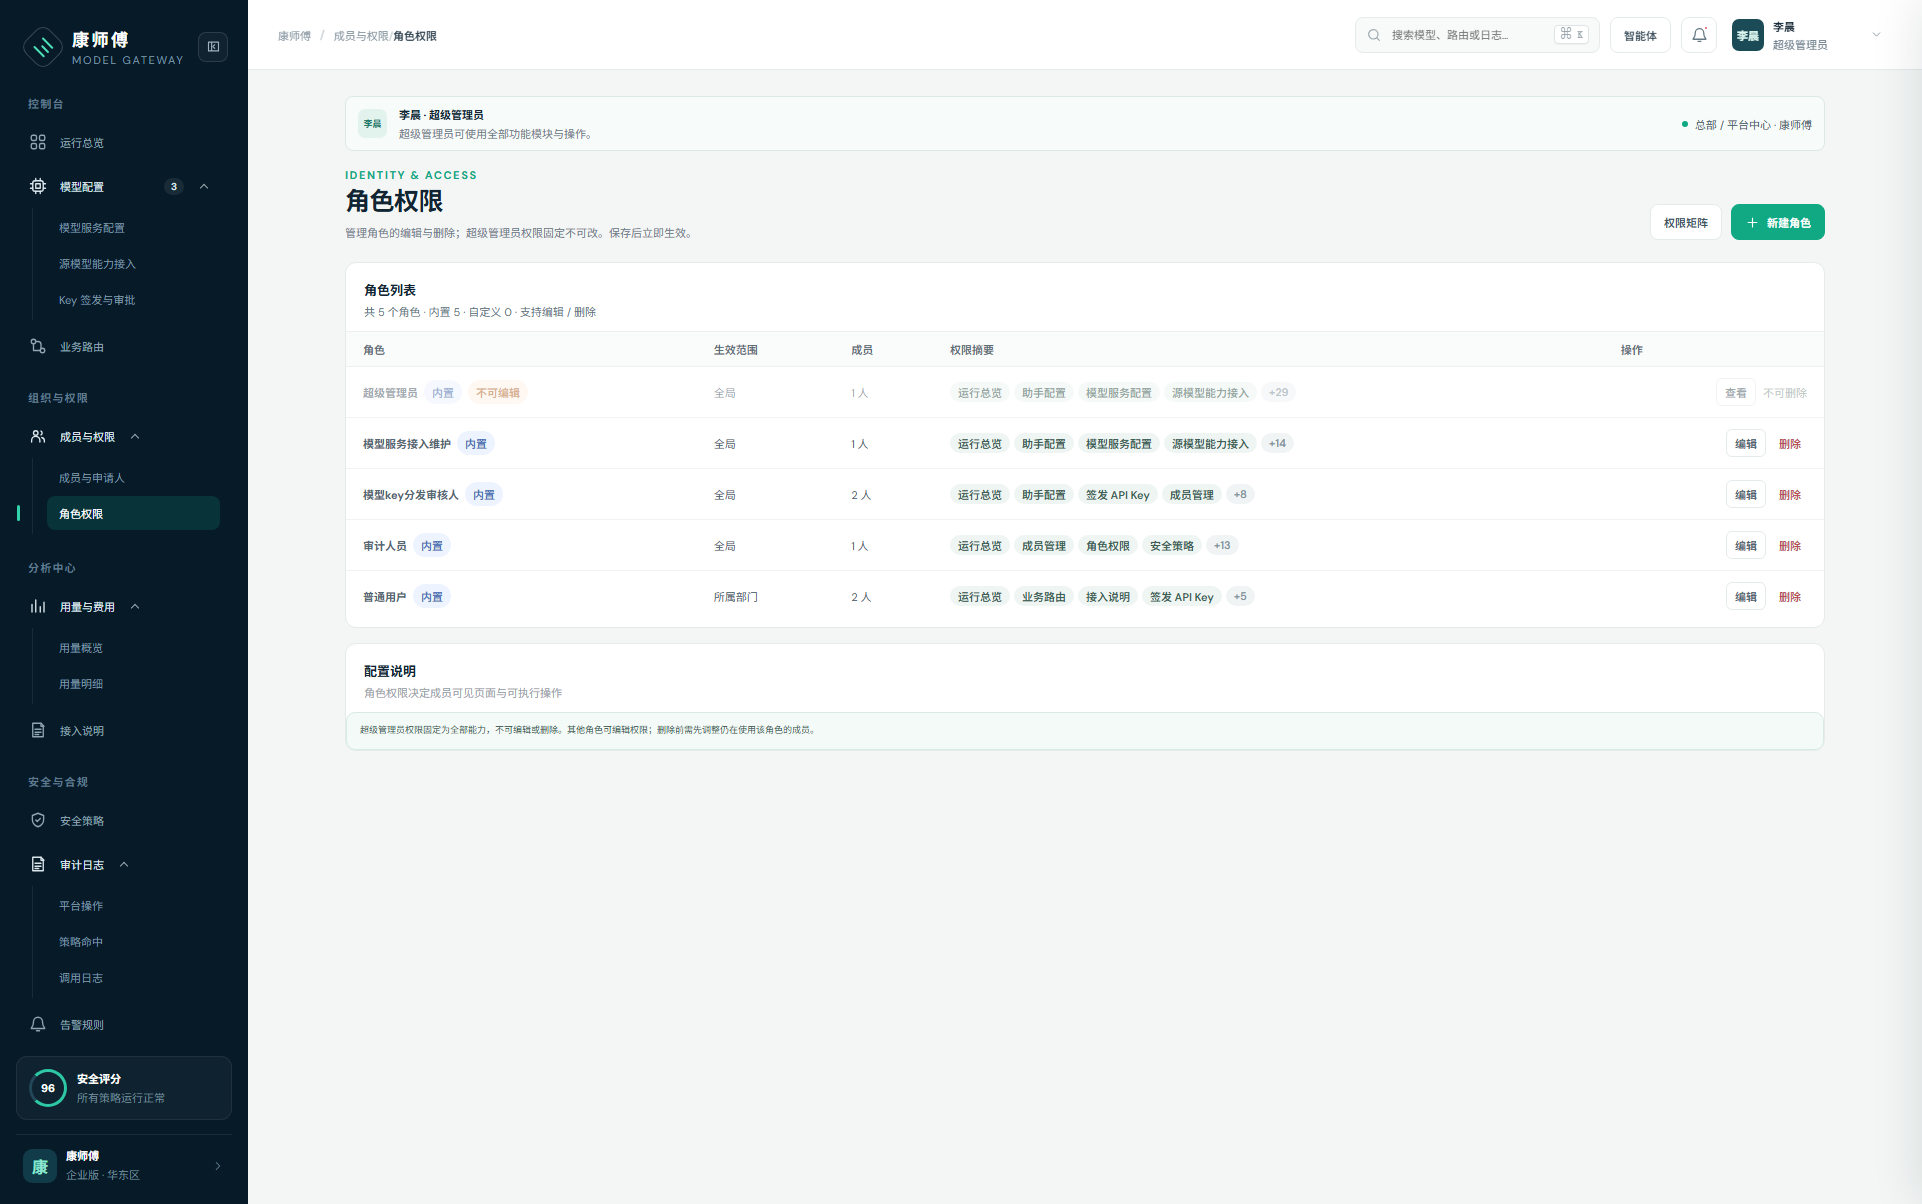 康师傅
MODEL GATEWAY
控制台
运行总览
模型配置 3
模型服务配置
源模型能力接入
Key 签发与审批
业务路由
组织与权限
成员与权限
成员与申请人
角色权限
分析中心
用量与费用
用量概览
用量明细
接入说明
安全与合规
安全策略
审计日志
平台操作
策略命中
调用日志
告警规则
96 安全评分
所有策略运行正常
康 康师傅
企业版 · 华东区
康师傅 / 成员与权限/角色权限
搜索模型、路由或日志... ⌘ K
智能体
李晨 李晨
超级管理员
李晨 李晨 · 超级管理员
超级管理员可使用全部功能模块与操作。
总部 / 平台中心 · 康师傅
IDENTITY & ACCESS
角色权限
管理角色的编辑与删除；超级管理员权限固定不可改。保存后立即生效。
权限矩阵
新建角色
角色列表
共 5 个角色 · 内置 5 · 自定义 0 · 支持编辑 / 删除
角色 生效范围 成员 权限摘要 操作
超级管理员 内置 不可编辑 全局 1 人 运行总览 助手配置 模型服务配置 源模型能力接入 +29 查看 不可删除
模型服务接入维护 内置 全局 1 人 运行总览 助手配置 模型服务配置 源模型能力接入 +14 编辑 删除
模型key分发审核人 内置 全局 2 人 运行总览 助手配置 签发 API Key 成员管理 +8 编辑 删除
审计人员 内置 全局 1 人 运行总览 成员管理 角色权限 安全策略 +13 编辑 删除
普通用户 内置 所属部门 2 人 运行总览 业务路由 接入说明 签发 API Key +5 编辑 删除
配置说明
角色权限决定成员可见页面与可执行操作
超级管理员权限固定为全部能力，不可编辑或删除。其他角色可编辑权限；删除前需先调整仍在使用该角色的成员。